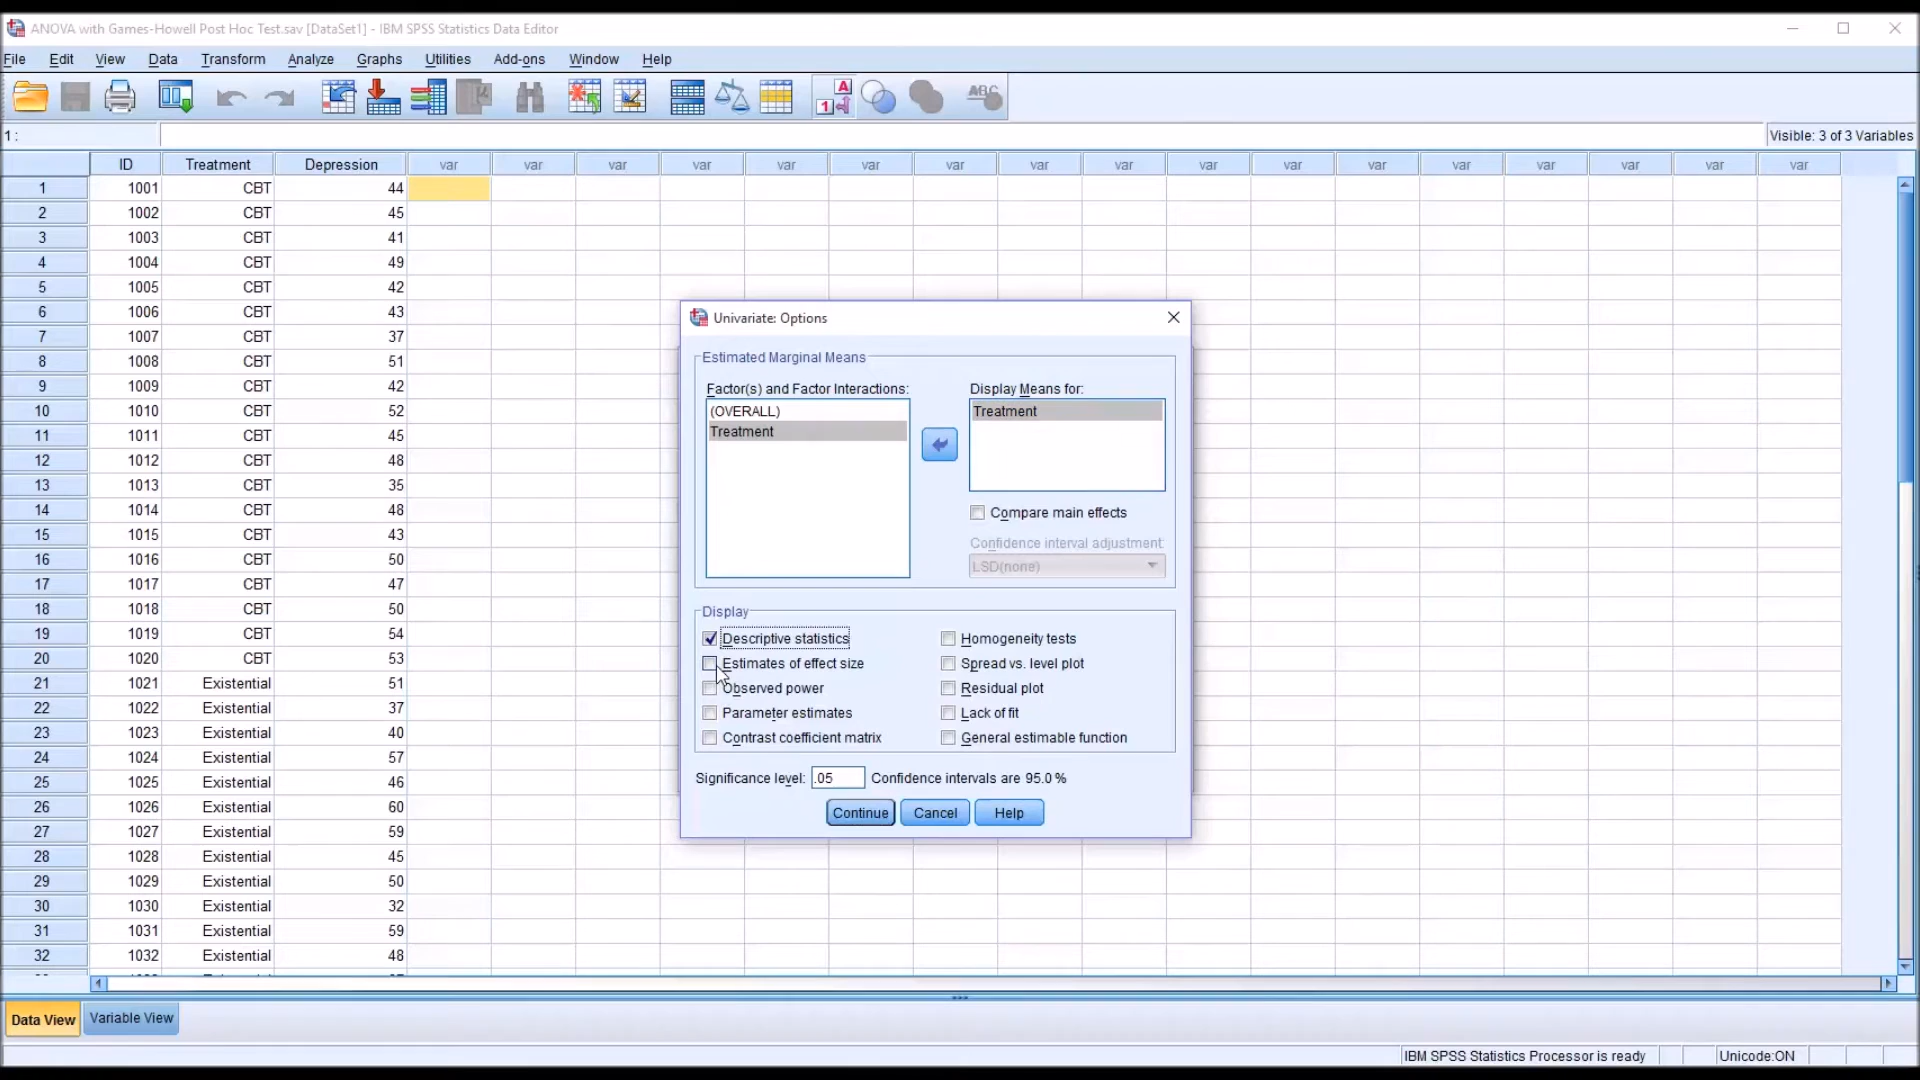 ANOVA with Games-Howell Post Hoc Test.sav [DataSet1] - IBM SPSS Statistics Data Editor
File Edit View Data Transform Analyze Graphs Utilities Add-ons Window Help
1 :
Visible: 3 of 3 Variables
ID Treatment Depression var var var var var var var var var var var var var var var var var
1 1001 CBT 44
2 1002 CBT 45
3 1003 CBT 41
4 1004 CBT 49
5 1005 CBT 42
6 1006 CBT 43
7 1007 CBT 37
8 1008 CBT 51
9 1009 CBT 42
10 1010 CBT 52
11 1011 CBT 45
12 1012 CBT 48
13 1013 CBT 35
14 1014 CBT 48
15 1015 CBT 43
16 1016 CBT 50
17 1017 CBT 47
18 1018 CBT 50
19 1019 CBT 54
20 1020 CBT 53
21 1021 Existential 51
22 1022 Existential 37
23 1023 Existential 40
24 1024 Existential 57
25 1025 Existential 46
26 1026 Existential 60
27 1027 Existential 59
28 1028 Existential 45
29 1029 Existential 50
30 1030 Existential 32
31 1031 Existential 59
32 1032 Existential 48
Univariate: Options
Estimated Marginal Means
Factor(s) and Factor Interactions:
(OVERALL)
Treatment
Display Means for:
Treatment
Compare main effects
Confidence interval adjustment:
LSD(none)
Display
Descriptive statistics
Estimates of effect size
Observed power
Parameter estimates
Contrast coefficient matrix
Homogeneity tests
Spread vs. level plot
Residual plot
Lack of fit
General estimable function
Significance level: .05 Confidence intervals are 95.0 %
Continue Cancel Help
Data View Variable View
IBM SPSS Statistics Processor is ready Unicode:ON